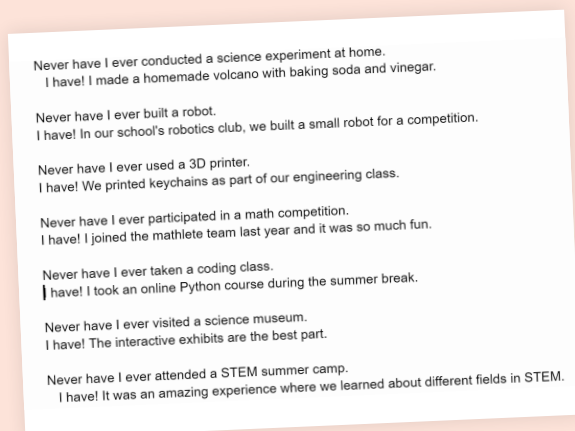 Never have I ever conducted a science experiment at home.
I have! I made a homemade volcano with baking soda and vinegar.
Never have I ever built a robot.
I have! In our school's robotics club, we built a small robot for a competition.
Never have I ever used a 3D printer.
I have! We printed keychains as part of our engineering class.
Never have I ever participated in a math competition.
I have! I joined the mathlete team last year and it was so much fun.
Never have I ever taken a coding class.
I have! I took an online Python course during the summer break.
Never have I ever visited a science museum.
I have! The interactive exhibits are the best part.
Never have I ever attended a STEM summer camp.
I have! It was an amazing experience where we learned about different fields in STEM.